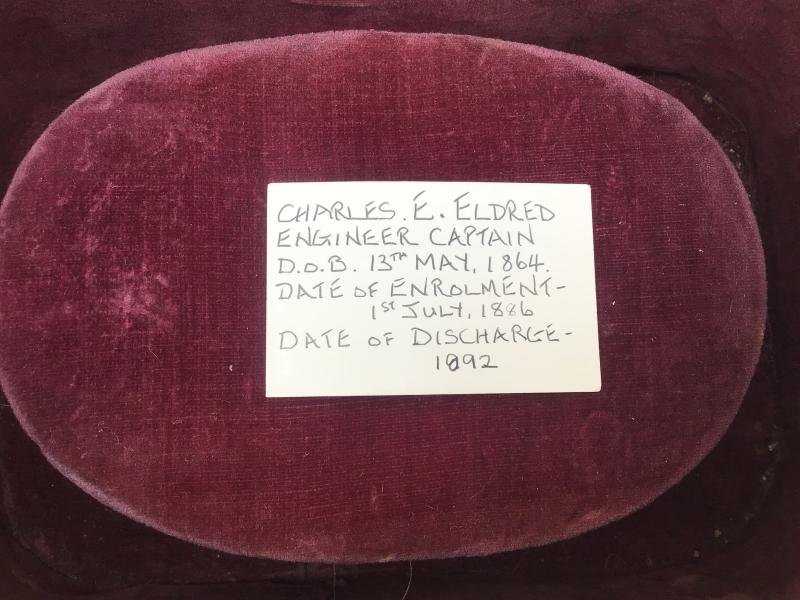 CHARLES. E. ELDRED
ENGINEER CAPTAIN
D.O.B. 13TH MAY, 1864.
DATE OF ENROLMENT-
1ST JULY, 1886
DATE OF DISCHARGE-
1892